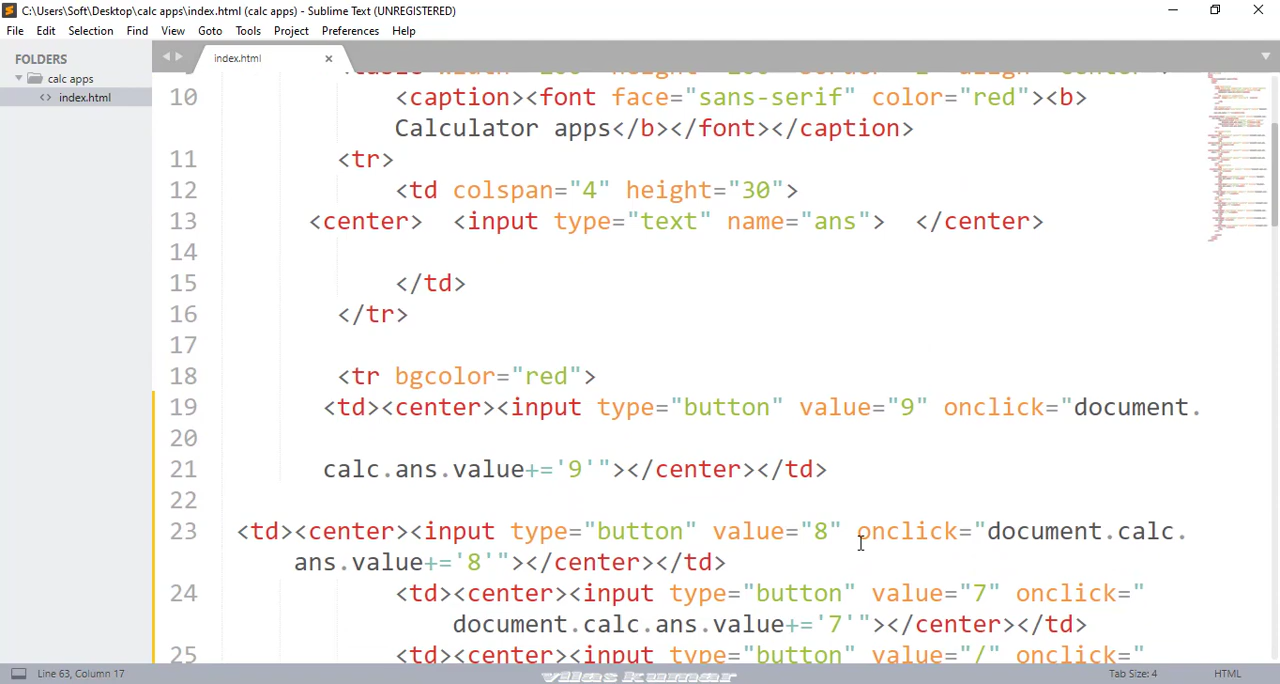 C:\Users\Soft\Desktop\calc apps\index.html (calc apps) - Sublime Text (UNREGISTERED)
File Edit Selection Find View Goto Tools Project Preferences Help
FOLDERS
calc apps
<> index.html
index.html
10 <caption><font face="sans-serif" color="red"><b>
Calculator apps</b></font></caption>
11 <tr>
12 <td colspan="4" height="30">
13 <center> <input type="text" name="ans"> </center>
14
15 </td>
16 </tr>
17
18 <tr bgcolor="red">
19 <td><center><input type="button" value="9" onclick="document.
20
21 calc.ans.value+='9'"></center></td>
22
23 <td><center><input type="button" value="8" onclick="document.calc.
ans.value+='8'"></center></td>
24 <td><center><input type="button" value="7" onclick="
document.calc.ans.value+='7'"></center></td>
25 <td><center><input type="button" value="/" onclick="
Line 63, Column 17
vilas kumar
Tab Size: 4
HTML